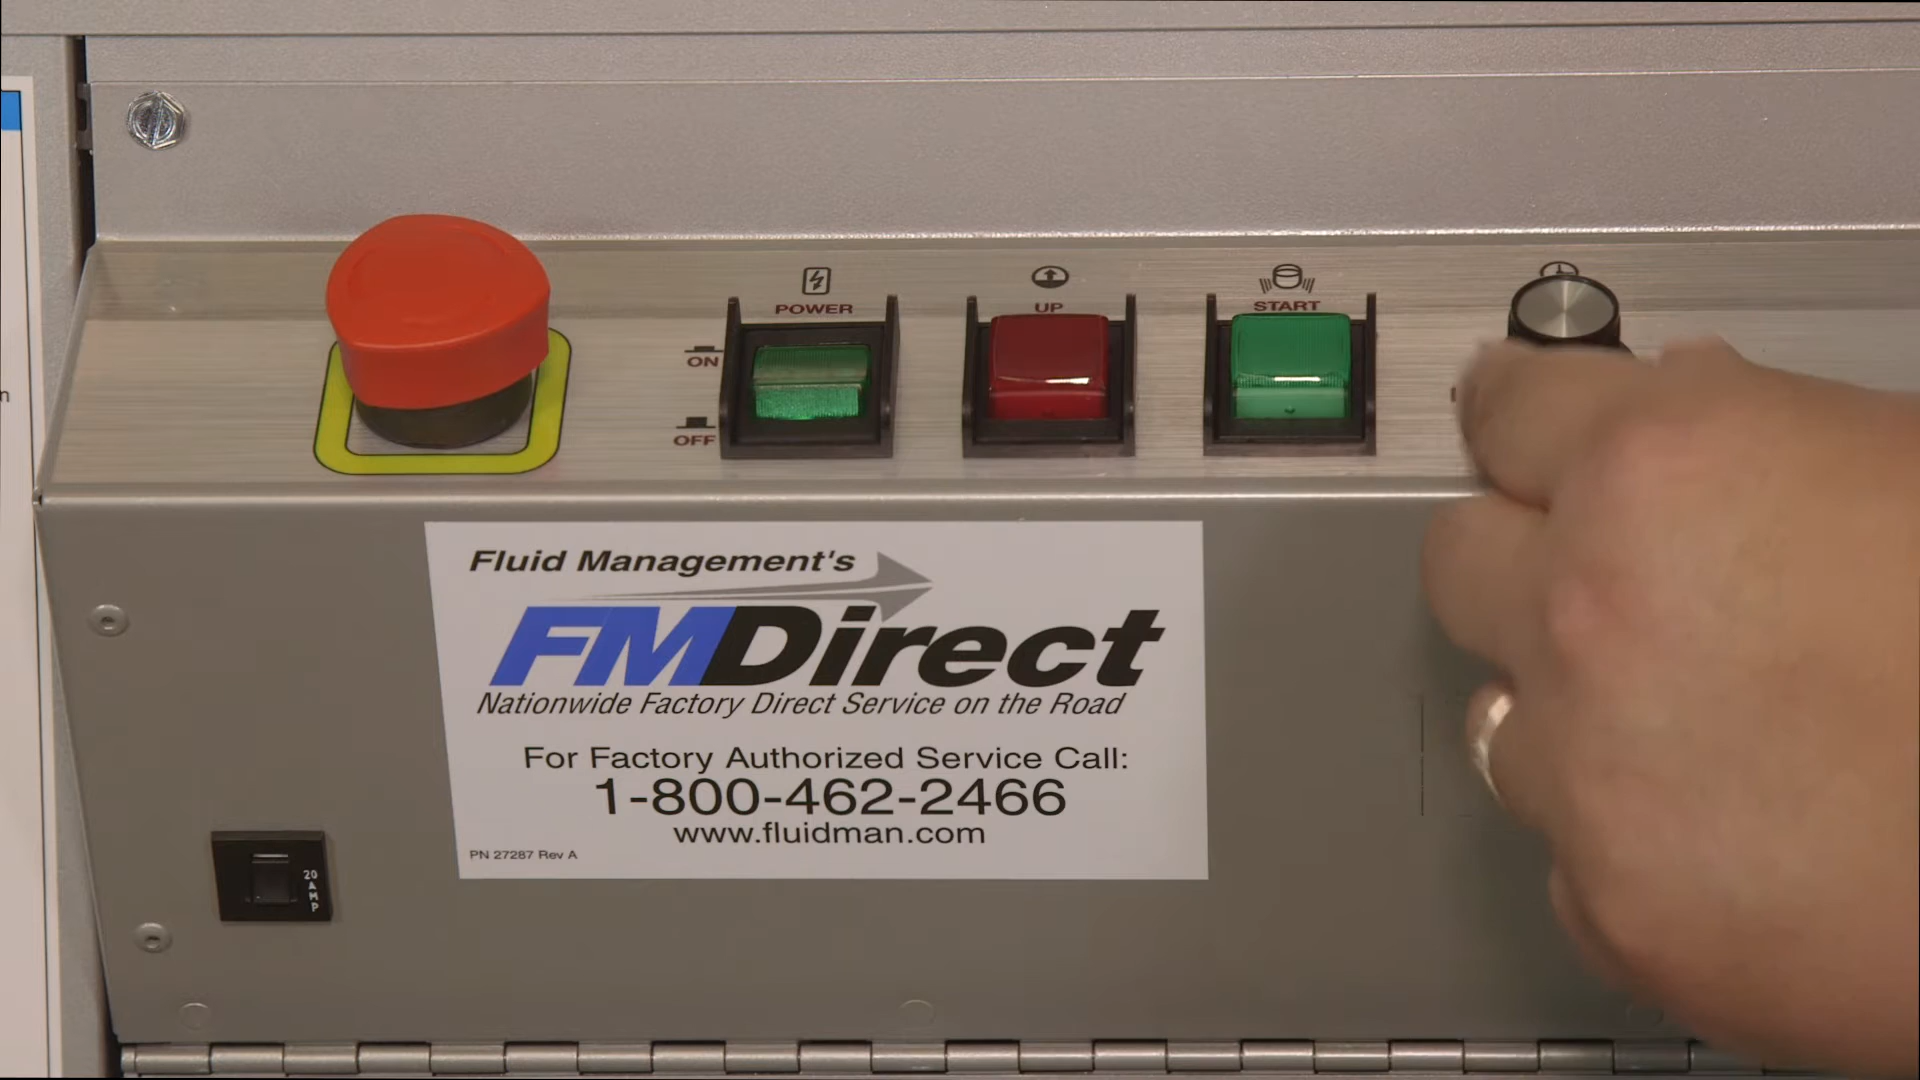 POWER
UP
START
ON
OFF
Fluid Management's
FMDirect
Nationwide Factory Direct Service on the Road
For Factory Authorized Service Call:
1-800-462-2466
www.fluidman.com
PN 27287 Rev A
20
AMP
n